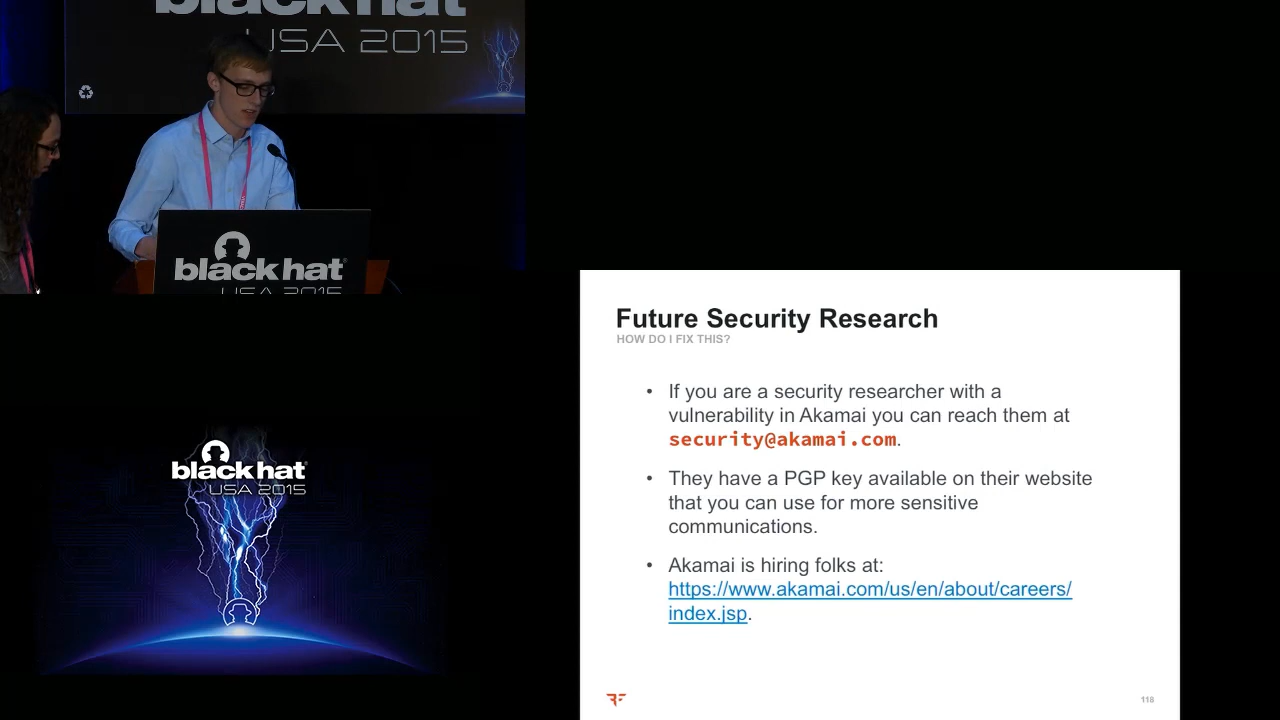 black hat
USA 2015
black hat
USA 2015
black hat
USA 2015
Future Security Research
HOW DO I FIX THIS?
• If you are a security researcher with a
vulnerability in Akamai you can reach them at
security@akamai.com.
• They have a PGP key available on their website
that you can use for more sensitive
communications.
• Akamai is hiring folks at:
https://www.akamai.com/us/en/about/careers/
index.jsp.
118